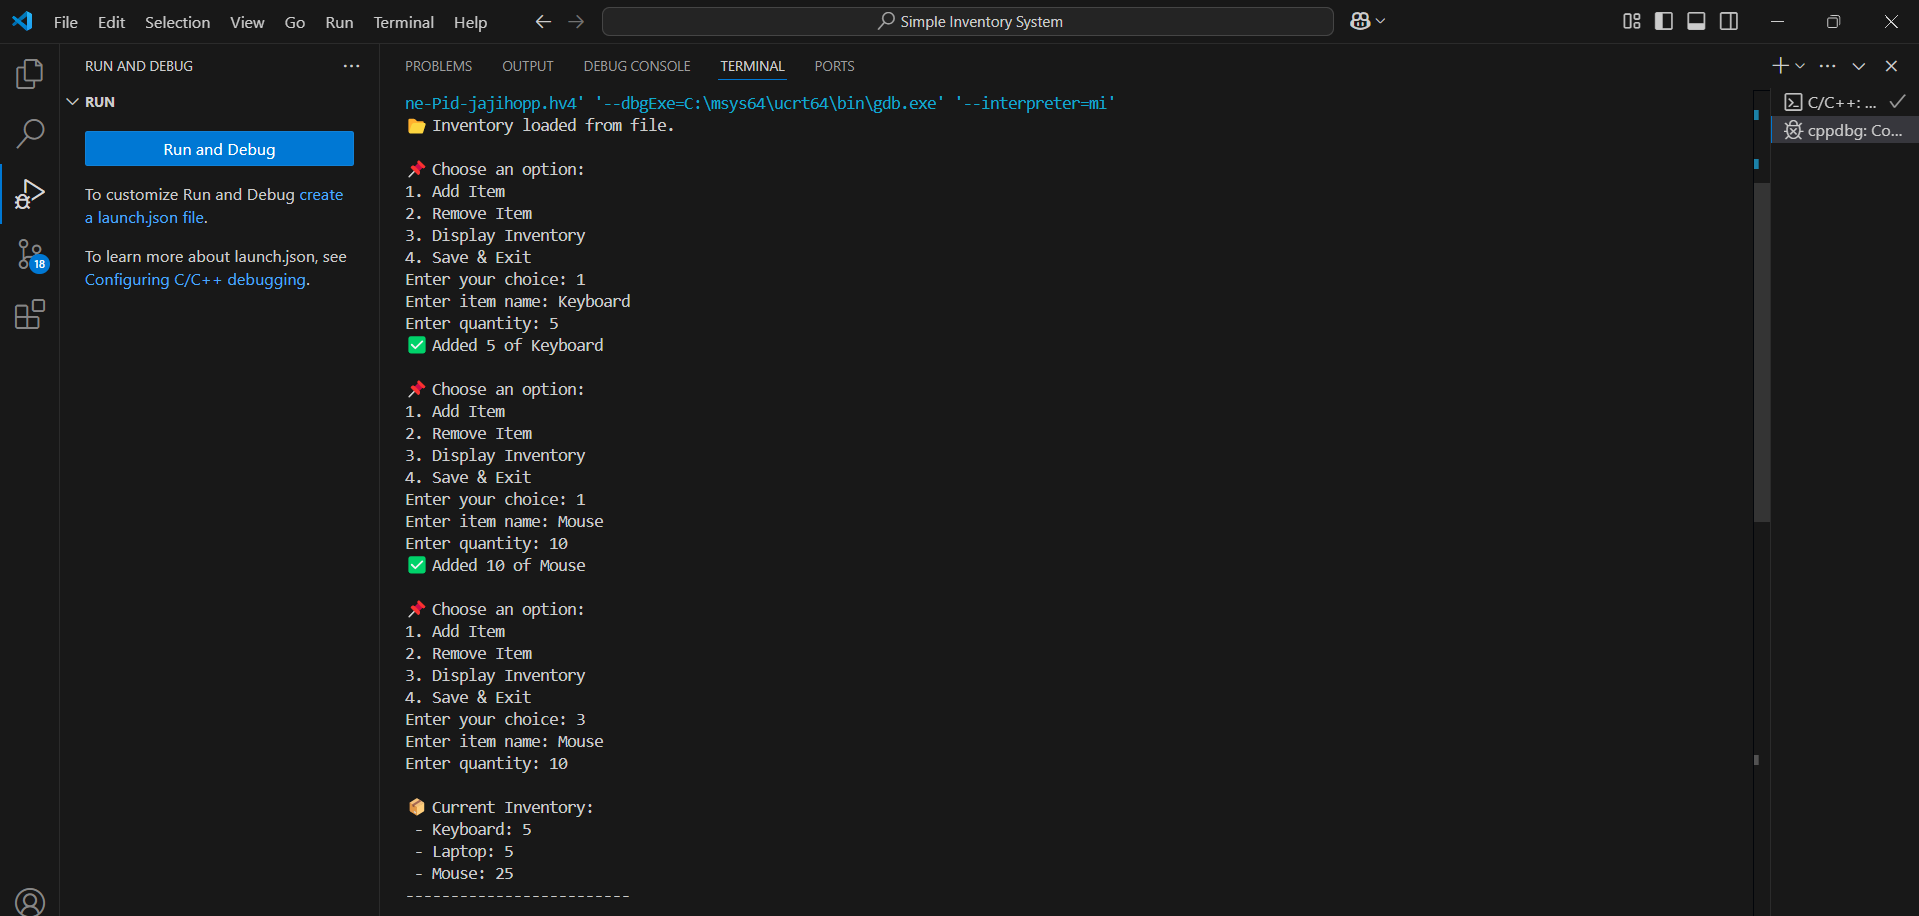 File Edit Selection View Go Run Terminal Help
Simple Inventory System
RUN AND DEBUG
RUN
Run and Debug
To customize Run and Debug create
a launch.json file.
To learn more about launch.json, see
Configuring C/C++ debugging.
18
PROBLEMS OUTPUT DEBUG CONSOLE TERMINAL PORTS
ne-Pid-jajihopp.hv4' '--dbgExe=C:\msys64\ucrt64\bin\gdb.exe' '--interpreter=mi'
📂 Inventory loaded from file.
📌 Choose an option:
1. Add Item
2. Remove Item
3. Display Inventory
4. Save & Exit
Enter your choice: 1
Enter item name: Keyboard
Enter quantity: 5
✅ Added 5 of Keyboard
📌 Choose an option:
1. Add Item
2. Remove Item
3. Display Inventory
4. Save & Exit
Enter your choice: 1
Enter item name: Mouse
Enter quantity: 10
✅ Added 10 of Mouse
📌 Choose an option:
1. Add Item
2. Remove Item
3. Display Inventory
4. Save & Exit
Enter your choice: 3
Enter item name: Mouse
Enter quantity: 10
📦 Current Inventory:
- Keyboard: 5
- Laptop: 5
- Mouse: 25
-------------------------
C/C++: ...
cppdbg: Co...